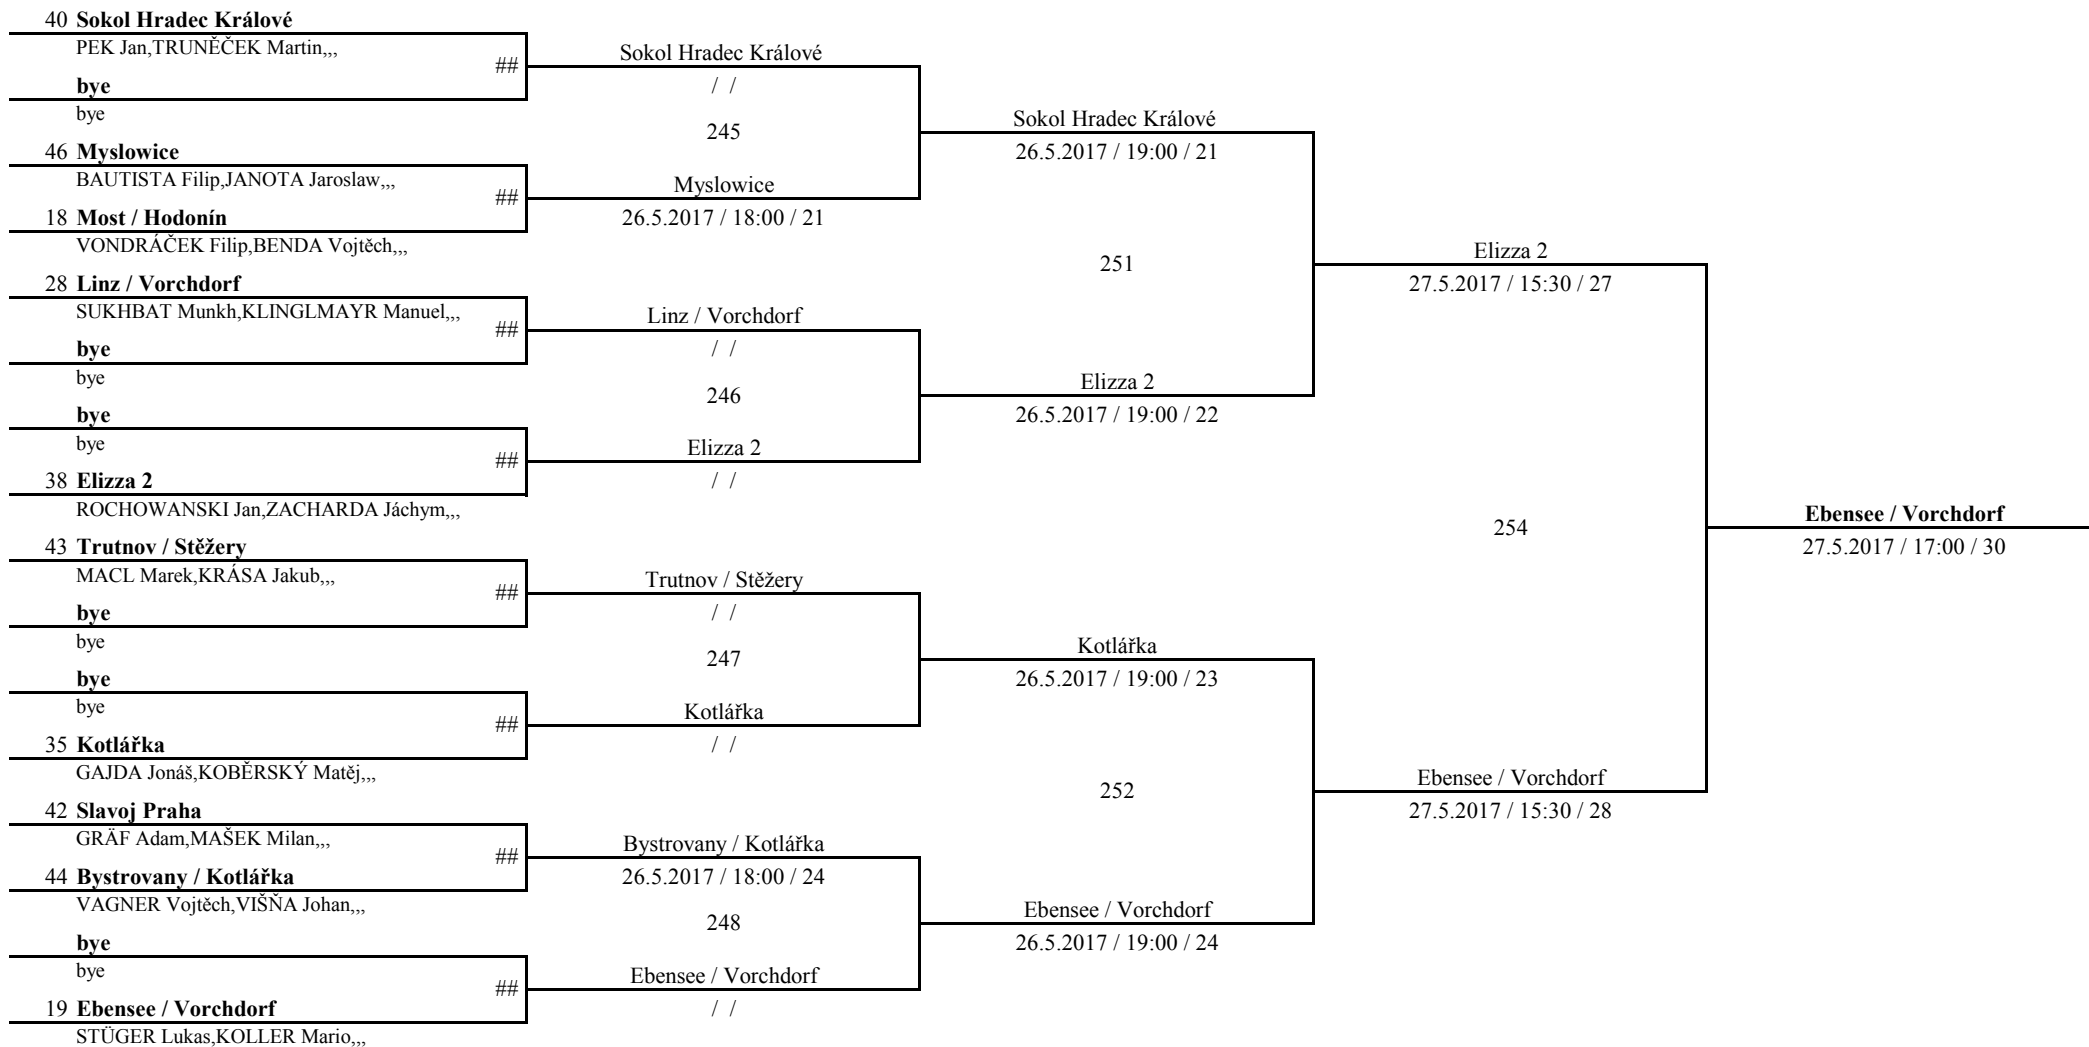 40 Sokol Hradec Králové
PEK Jan,TRUNĚČEK Martin,,,
##
bye
bye
46 Myslowice
BAUTISTA Filip,JANOTA Jaroslaw,,,
##
18 Most / Hodonín
VONDRÁČEK Filip,BENDA Vojtěch,,,
28 Linz / Vorchdorf
SUKHBAT Munkh,KLINGLMAYR Manuel,,,
##
bye
bye
bye
bye
##
38 Elizza 2
ROCHOWANSKI Jan,ZACHARDA Jáchym,,,
43 Trutnov / Stěžery
MACL Marek,KRÁSA Jakub,,,
##
bye
bye
bye
bye
##
35 Kotlářka
GAJDA Jonáš,KOBĚRSKÝ Matěj,,,
42 Slavoj Praha
GRÄF Adam,MAŠEK Milan,,,
##
44 Bystrovany / Kotlářka
VAGNER Vojtěch,VIŠŇA Johan,,,
bye
bye
##
19 Ebensee / Vorchdorf
STÜGER Lukas,KOLLER Mario,,,
Sokol Hradec Králové
/ /
245
Myslowice
26.5.2017 / 18:00 / 21
Linz / Vorchdorf
/ /
246
Elizza 2
/ /
Trutnov / Stěžery
/ /
247
Kotlářka
/ /
Bystrovany / Kotlářka
26.5.2017 / 18:00 / 24
248
Ebensee / Vorchdorf
/ /
Sokol Hradec Králové
26.5.2017 / 19:00 / 21
251
Elizza 2
26.5.2017 / 19:00 / 22
Kotlářka
26.5.2017 / 19:00 / 23
252
Ebensee / Vorchdorf
26.5.2017 / 19:00 / 24
Elizza 2
27.5.2017 / 15:30 / 27
254
Ebensee / Vorchdorf
27.5.2017 / 15:30 / 28
Ebensee / Vorchdorf
27.5.2017 / 17:00 / 30